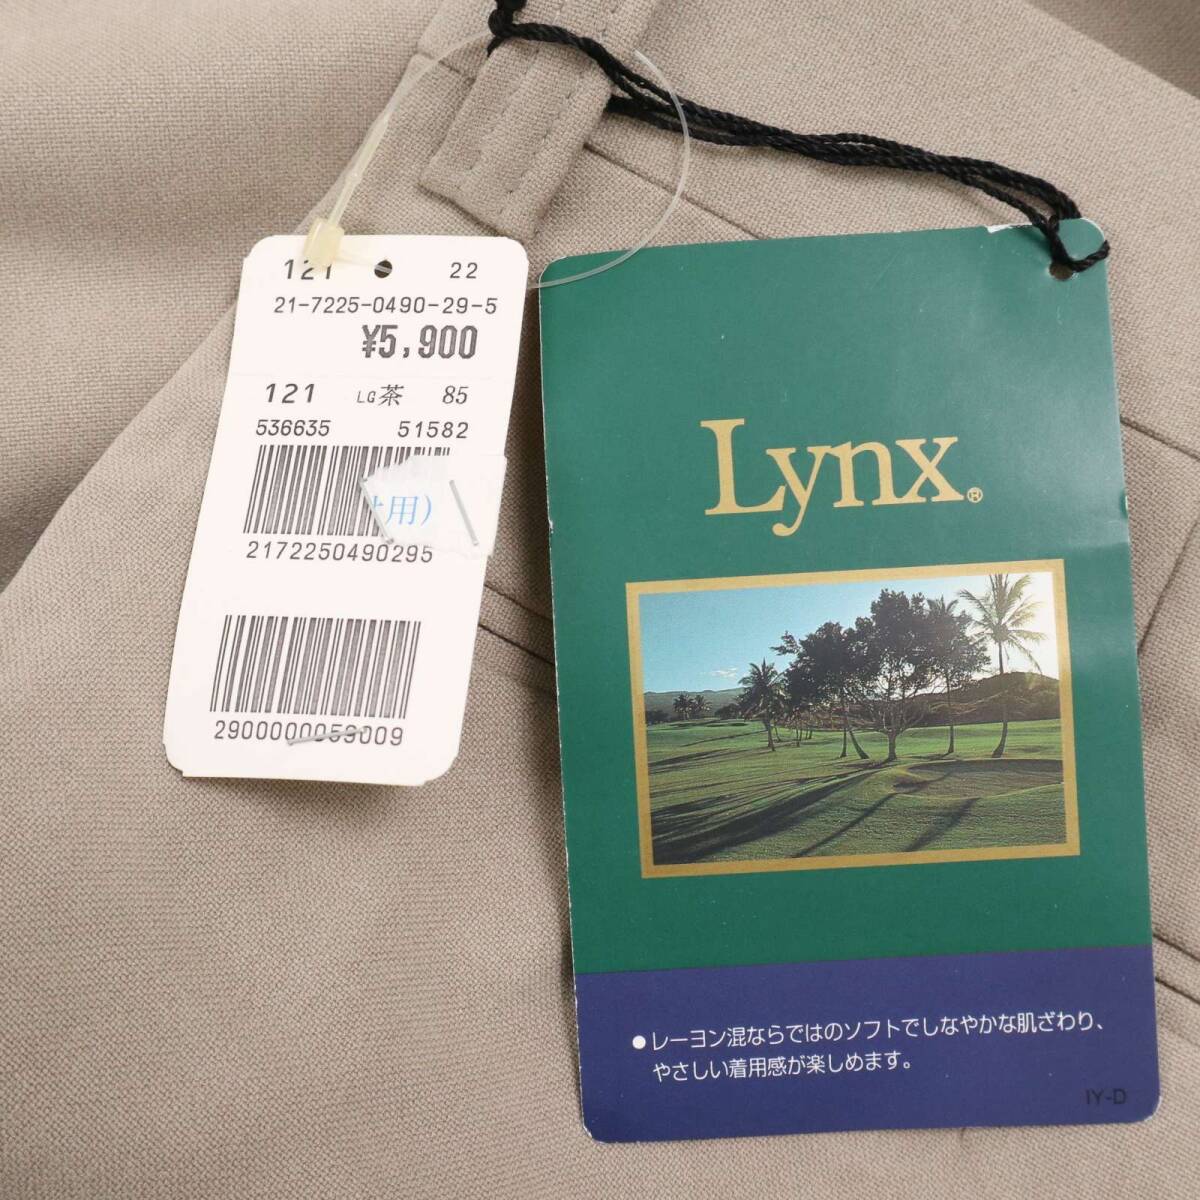 121 22
21-7225-0490-29-5
¥5,900
121 LG茶 85
536635 51582
用)
2172250490295
2900000059009
Lynx®
●レーヨン混ならではのソフトでしなやかな肌ざわり、
やさしい着用感が楽しめます。
IY-D